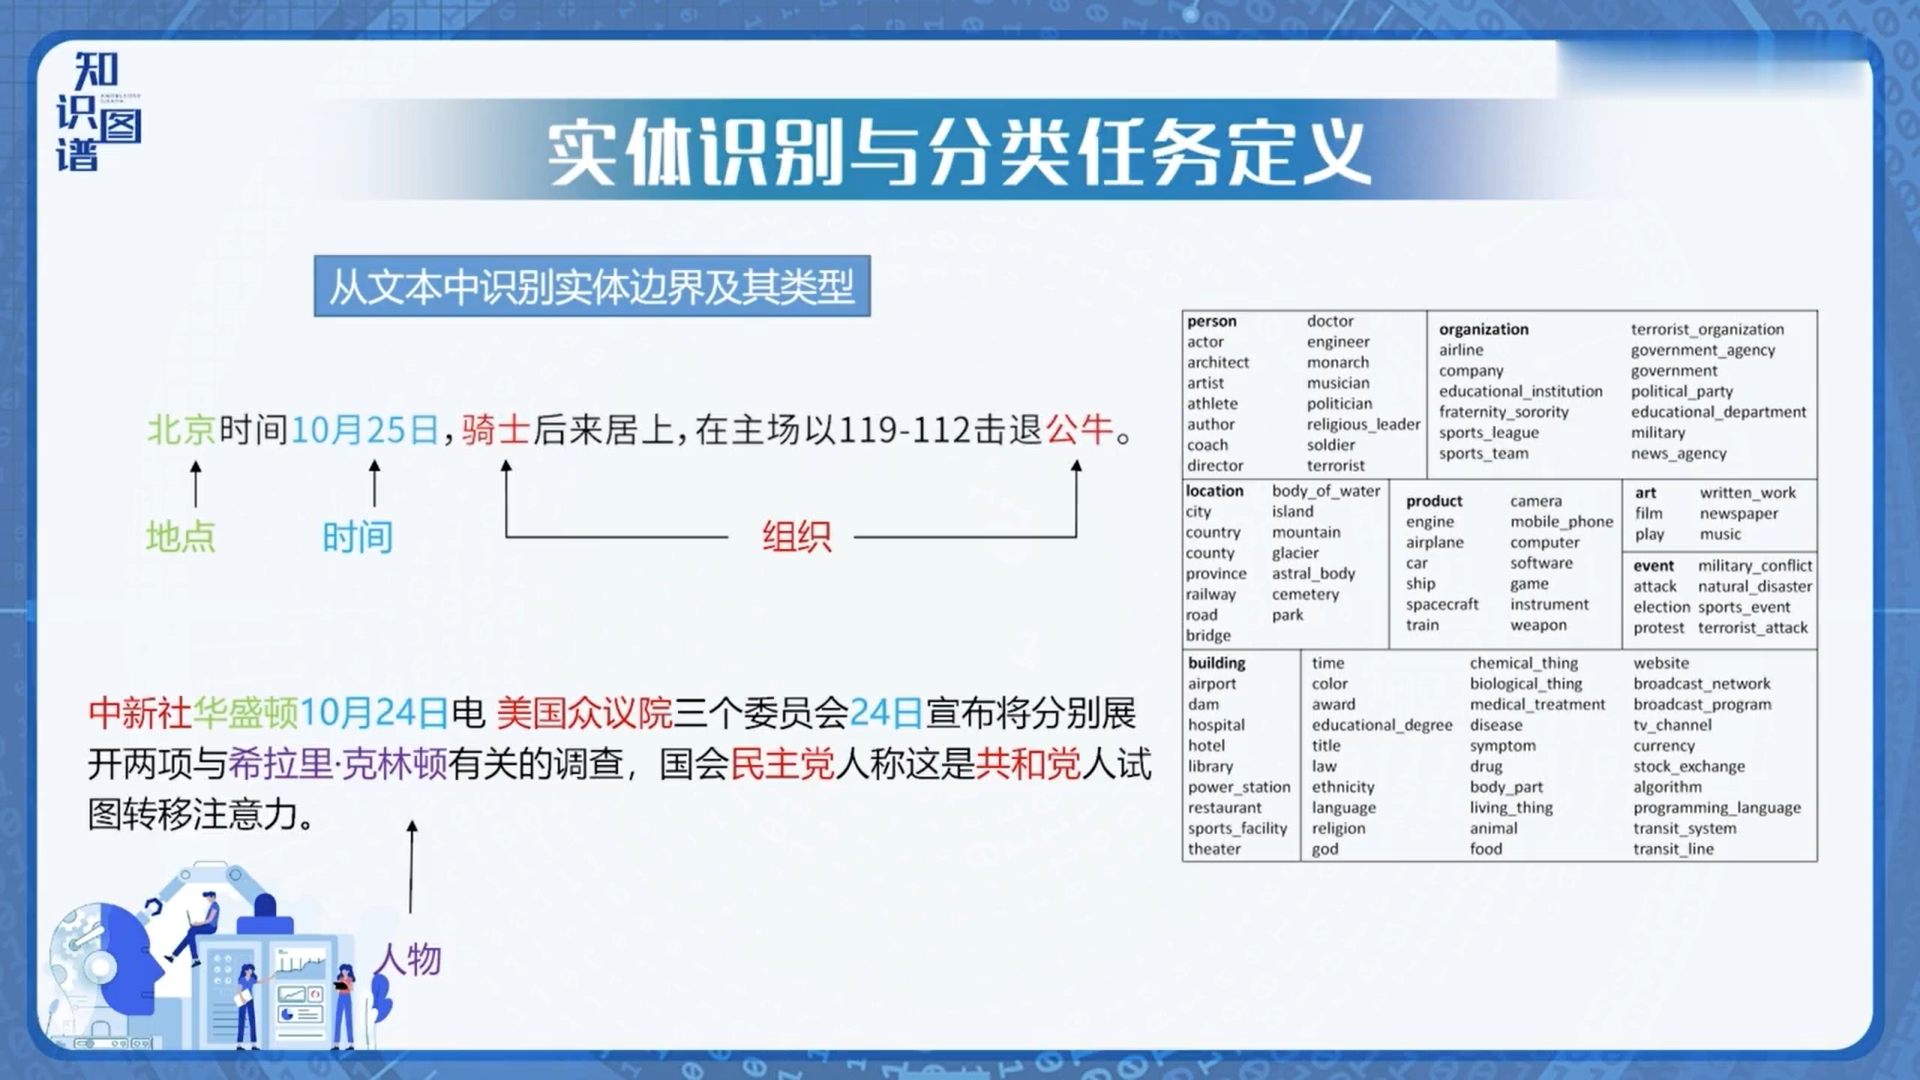 知
识图
谱
实体识别与分类任务定义
从文本中识别实体边界及其类型
北京时间10月25日，骑士后来居上，在主场以119-112击退公牛。
地点 时间 组织
中新社华盛顿10月24日电 美国众议院三个委员会24日宣布将分别展
开两项与希拉里·克林顿有关的调查，国会民主党人称这是共和党人试
图转移注意力。
人物
person doctor
actor engineer
architect monarch
artist musician
athlete politician
author religious_leader
coach soldier
director terrorist
organization terrorist_organization
airline government_agency
company government
educational_institution political_party
fraternity_sorority educational_department
sports_league military
sports_team news_agency
location body_of_water
city island
country mountain
county glacier
province astral_body
railway cemetery
road park
bridge
product camera
engine mobile_phone
airplane computer
car software
ship game
spacecraft instrument
train weapon
art written_work
film newspaper
play music
event military_conflict
attack natural_disaster
election sports_event
protest terrorist_attack
building
airport
dam
hospital
hotel
library
power_station
restaurant
sports_facility
theater
time chemical_thing website
color biological_thing broadcast_network
award medical_treatment broadcast_program
educational_degree disease tv_channel
title symptom currency
law drug stock_exchange
ethnicity body_part algorithm
language living_thing programming_language
religion animal transit_system
god food transit_line